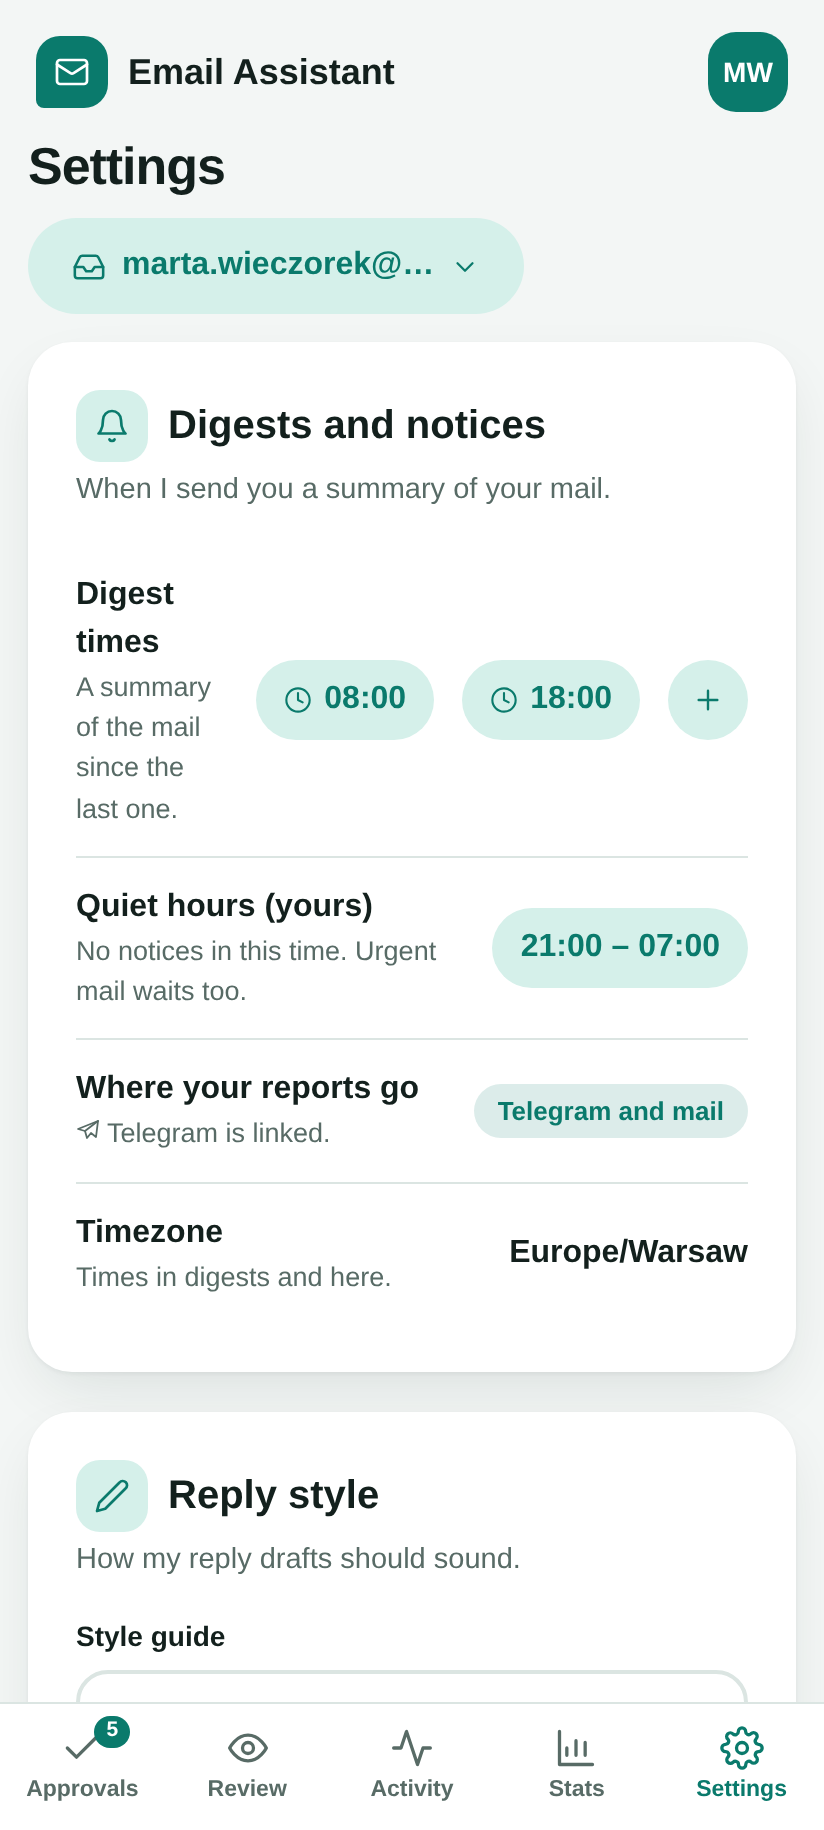 Email Assistant
MW
Settings
marta.wieczorek@...
Digests and notices
When I send you a summary of your mail.
Digest
times
A summary
of the mail
since the
last one.
08:00
18:00
Quiet hours (yours)
No notices in this time. Urgent
mail waits too.
21:00 – 07:00
Where your reports go
Telegram is linked.
Telegram and mail
Timezone
Times in digests and here.
Europe/Warsaw
Reply style
How my reply drafts should sound.
Style guide
5
Approvals
Review
Activity
Stats
Settings